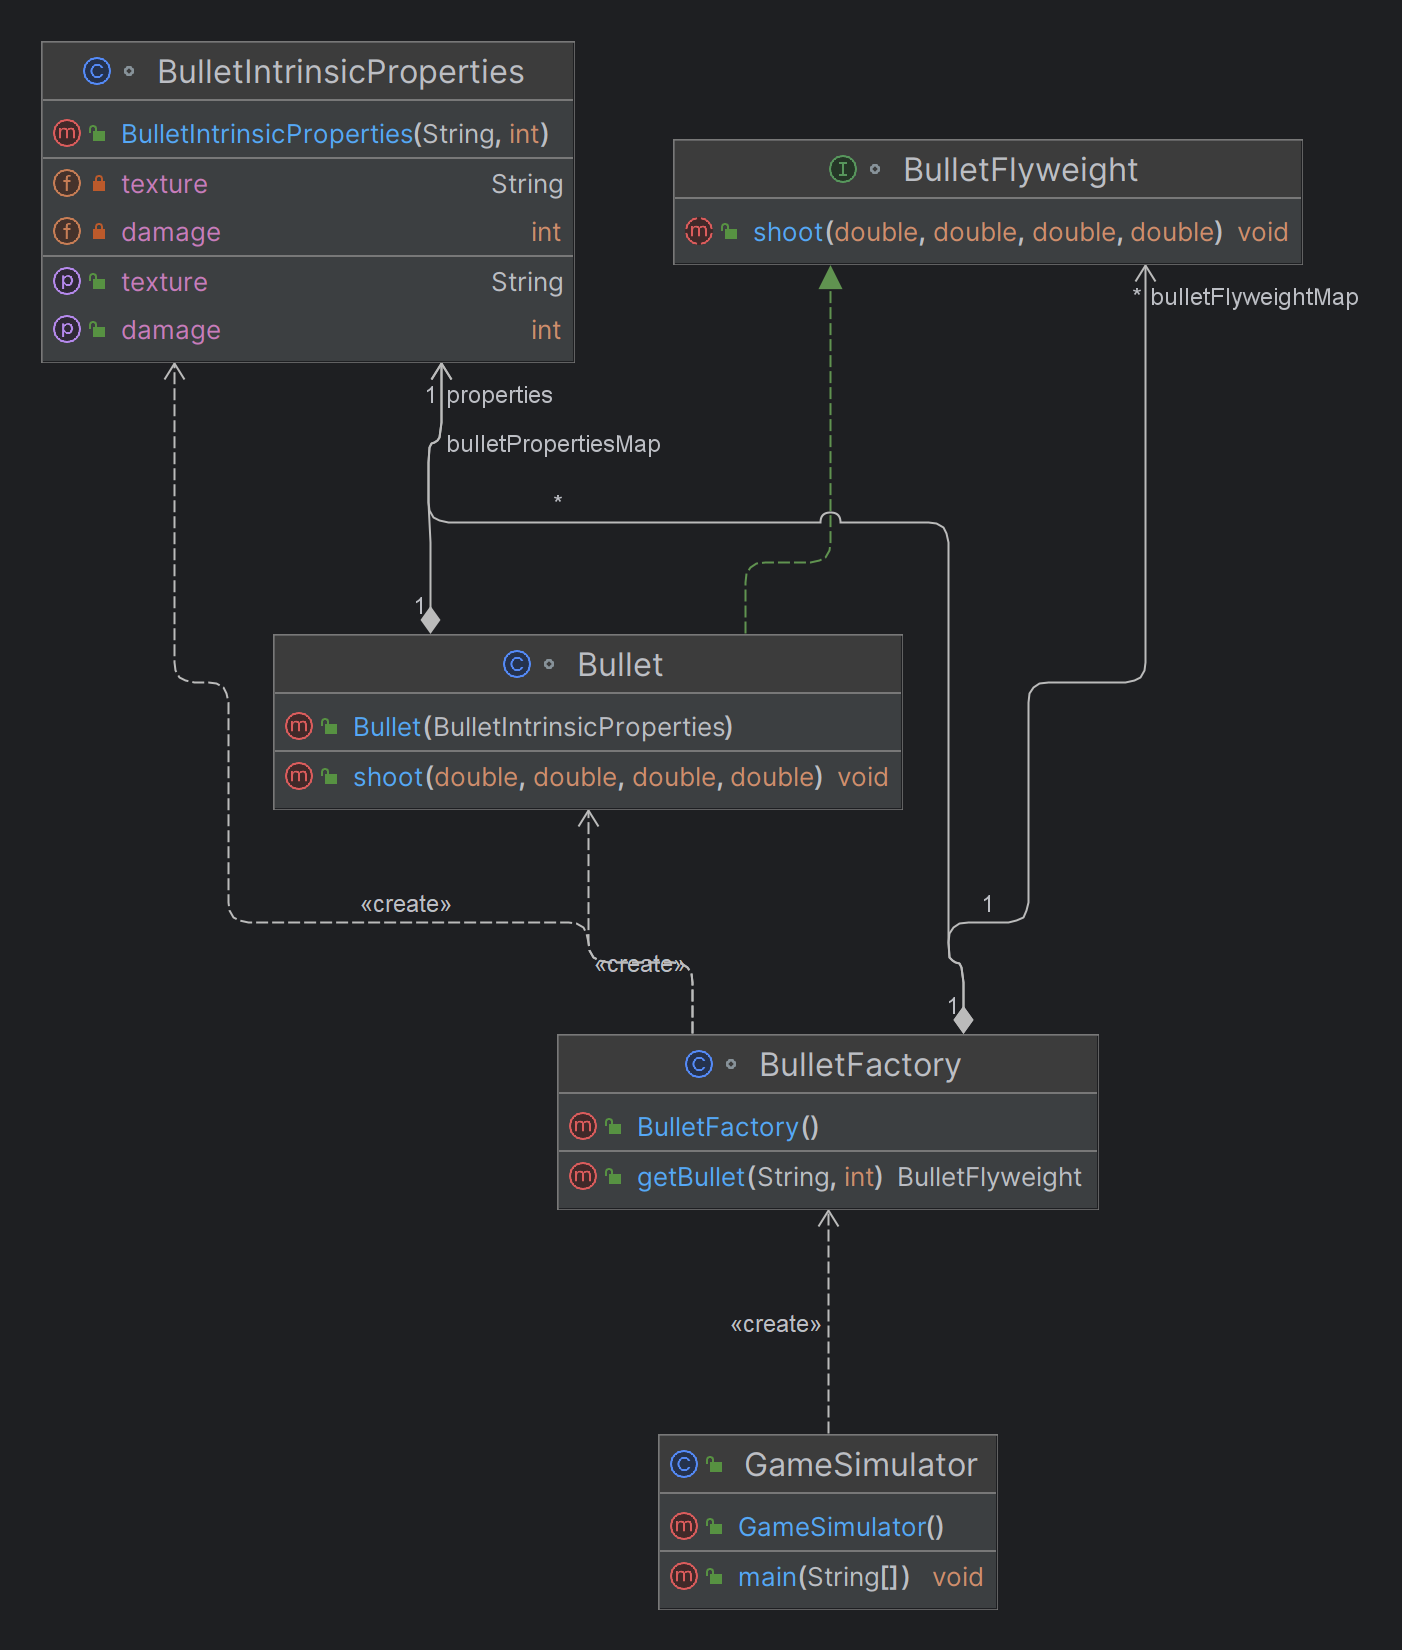 BulletIntrinsicProperties
BulletIntrinsicProperties(String, int)
texture String
damage int
texture String
damage int
BulletFlyweight
shoot(double, double, double, double) void
* bulletFlyweightMap
1 properties
bulletPropertiesMap
*
1
Bullet
Bullet(BulletIntrinsicProperties)
shoot(double, double, double, double) void
«create»
1
«create»
1
BulletFactory
BulletFactory()
getBullet(String, int) BulletFlyweight
«create»
GameSimulator
GameSimulator()
main(String[]) void